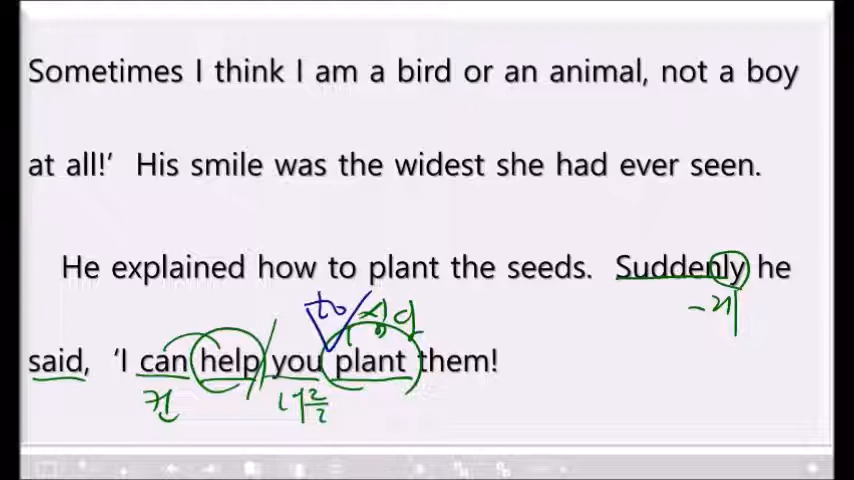 Sometimes I think I am a bird or an animal, not a boy
at all!' His smile was the widest she had ever seen.
He explained how to plant the seeds. Suddenly he
to
said, 'I can help you plant them!